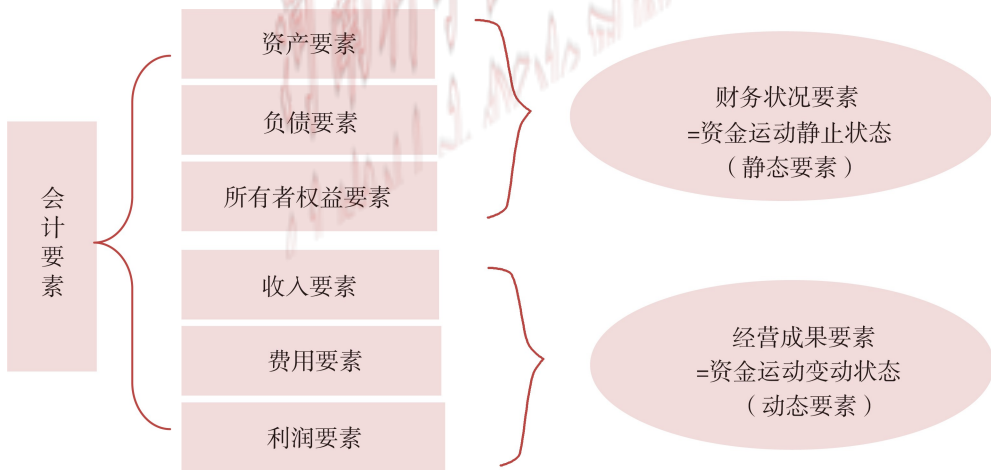 会计要素
资产要素
负债要素
所有者权益要素
收入要素
费用要素
利润要素
财务状况要素
=资金运动静止状态
（静态要素）
经营成果要素
=资金运动变动状态
（动态要素）